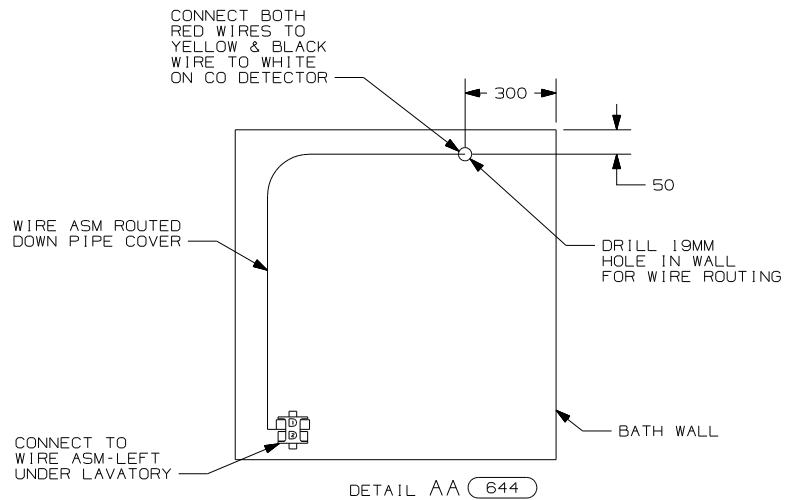 CONNECT BOTH
RED WIRES TO
YELLOW & BLACK
WIRE TO WHITE
ON CO DETECTOR
300
50
WIRE ASM ROUTED
DOWN PIPE COVER
DRILL 19MM
HOLE IN WALL
FOR WIRE ROUTING
BATH WALL
CONNECT TO
WIRE ASM-LEFT
UNDER LAVATORY
DETAIL AA 644